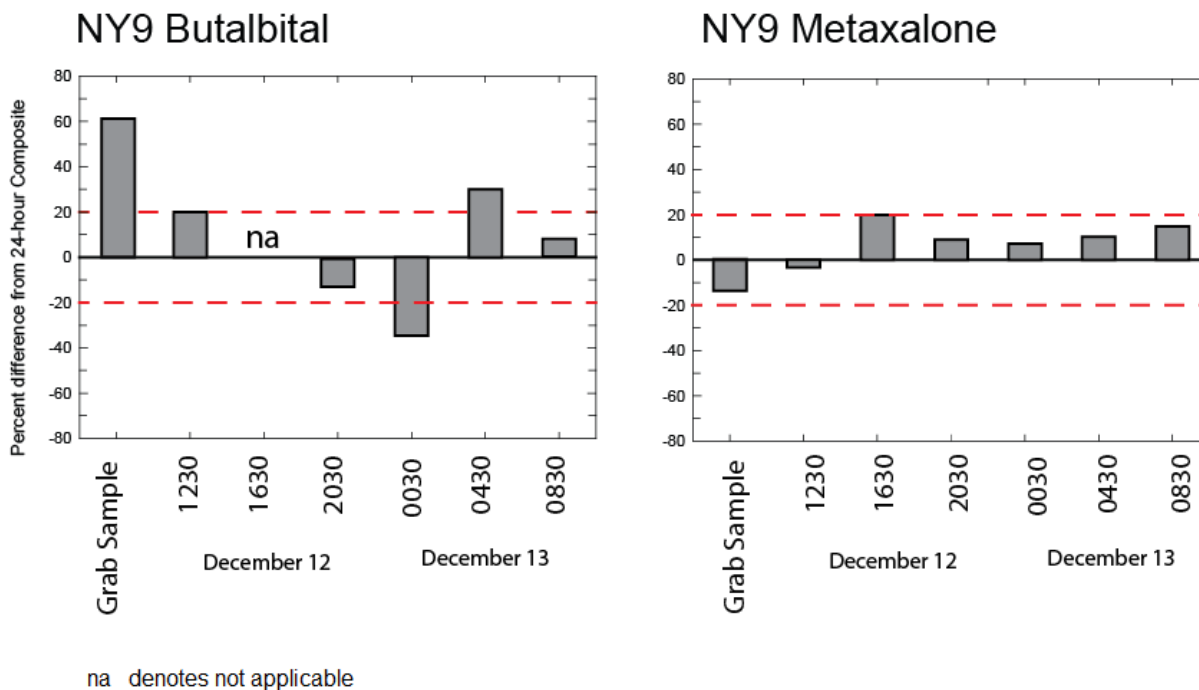 NY9 Butalbital
Percent difference from 24-hour Composite
80
60
40
20
0
-20
-40
-60
-80
na
Grab Sample
1230
1630
2030
0030
0430
0830
December 12
December 13
NY9 Metaxalone
80
60
40
20
0
-20
-40
-60
-80
Grab Sample
1230
1630
2030
0030
0430
0830
December 12
December 13
na denotes not applicable